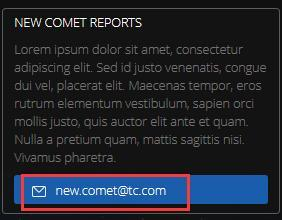 NEW COMET REPORTS
Lorem ipsum dolor sit amet, consectetur
adipiscing elit. Sed id justo venenatis, congue
dui vel, placerat elit. Maecenas tempor, eros
rutrum elementum vestibulum, sapien orci
mollis justo, quis auctor elit ante et quam.
Nulla a pretium quam, mattis sagittis nisi.
Vivamus pharetra.
new.comet@tc.com